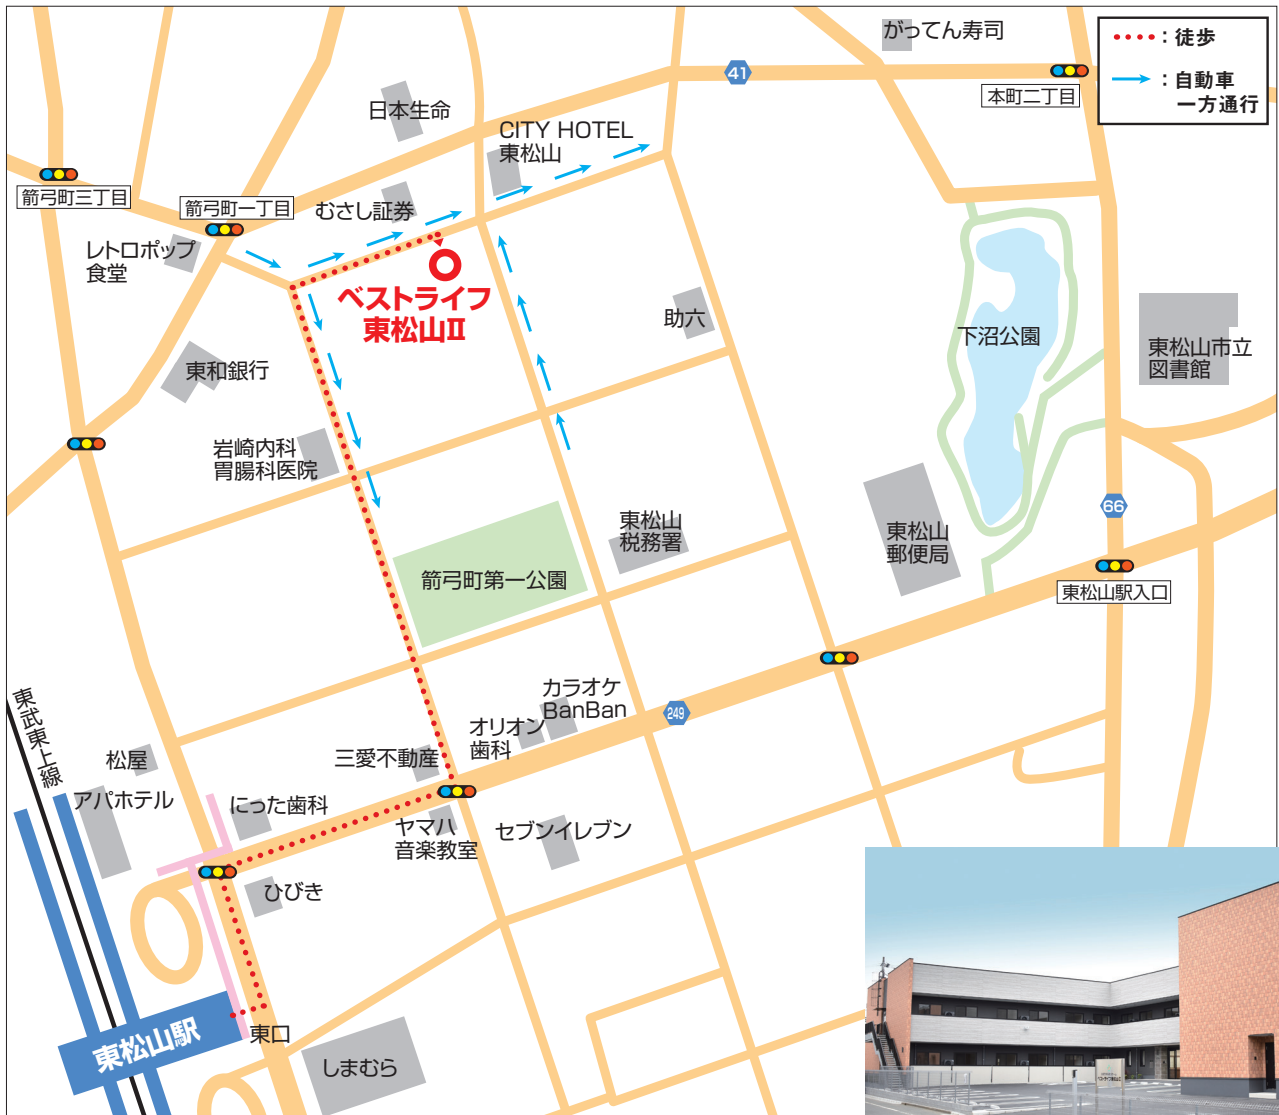 がってん寿司
：徒歩
：自動車
一方通行
41
本町二丁目
日本生命
CITY HOTEL
東松山
箭弓町三丁目
箭弓町一丁目
むさし証券
レトロポップ
食堂
ベストライフ
東松山Ⅱ
助六
下沼公園
東松山市立
図書館
東和銀行
岩崎内科
胃腸科医院
66
東松山
税務署
東松山
郵便局
箭弓町第一公園
東松山駅入口
東武東上線
カラオケ
BanBan
249
オリオン
歯科
松屋
三愛不動産
アパホテル
にった歯科
ヤマハ
音楽教室
セブンイレブン
ひびき
東松山駅
東口
しまむら